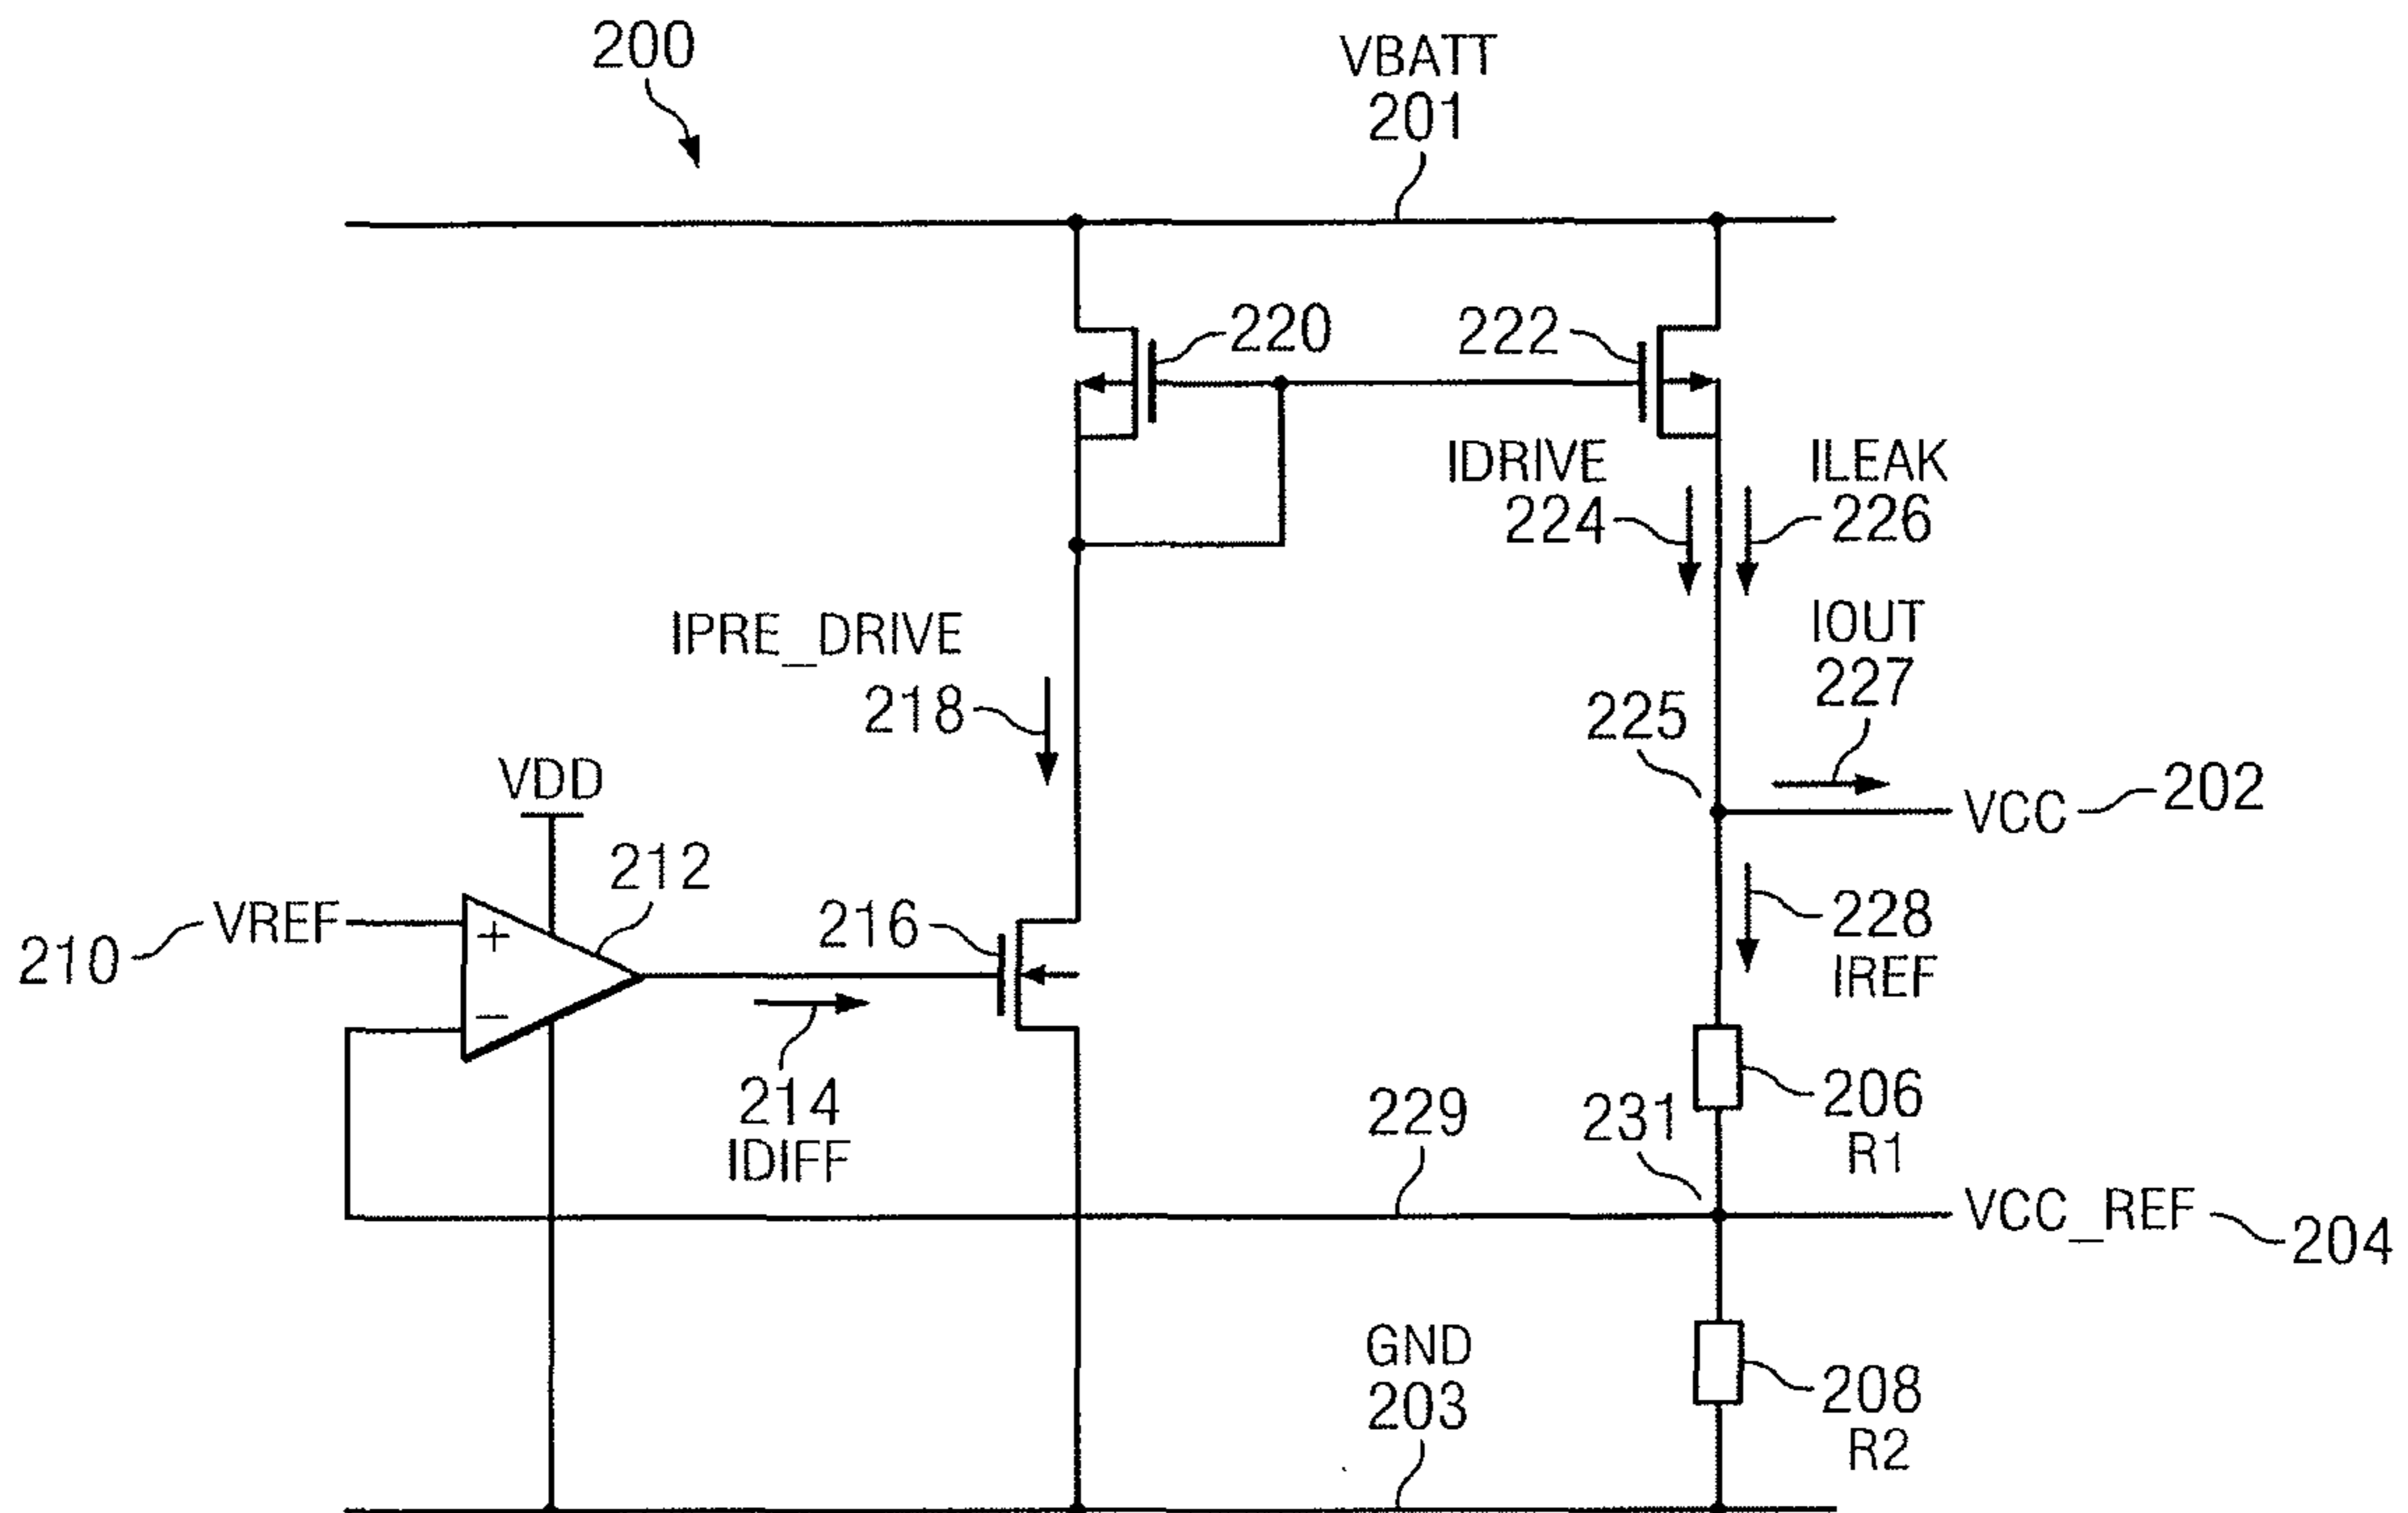 200
VBATT
201
220
222
IDRIVE
224
ILEAK
226
IPRE_DRIVE
218
IOUT
227
225
VCC
202
VDD
212
210
VREF
+
−
216
228
IREF
214
IDIFF
229
231
206
R1
VCC_REF
204
GND
203
208
R2